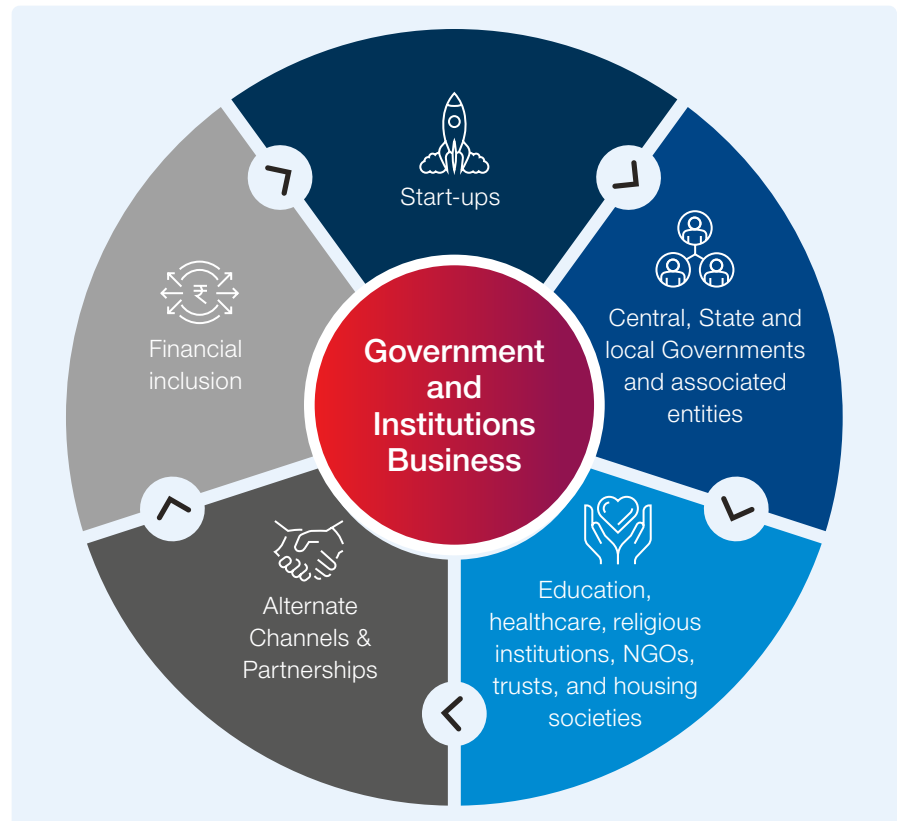 Start-ups
Central, State and
local Governments
and associated
entities
Education,
healthcare, religious
institutions, NGOs,
trusts, and housing
societies
Alternate
Channels &
Partnerships
₹
Financial
inclusion
Government
and
Institutions
Business